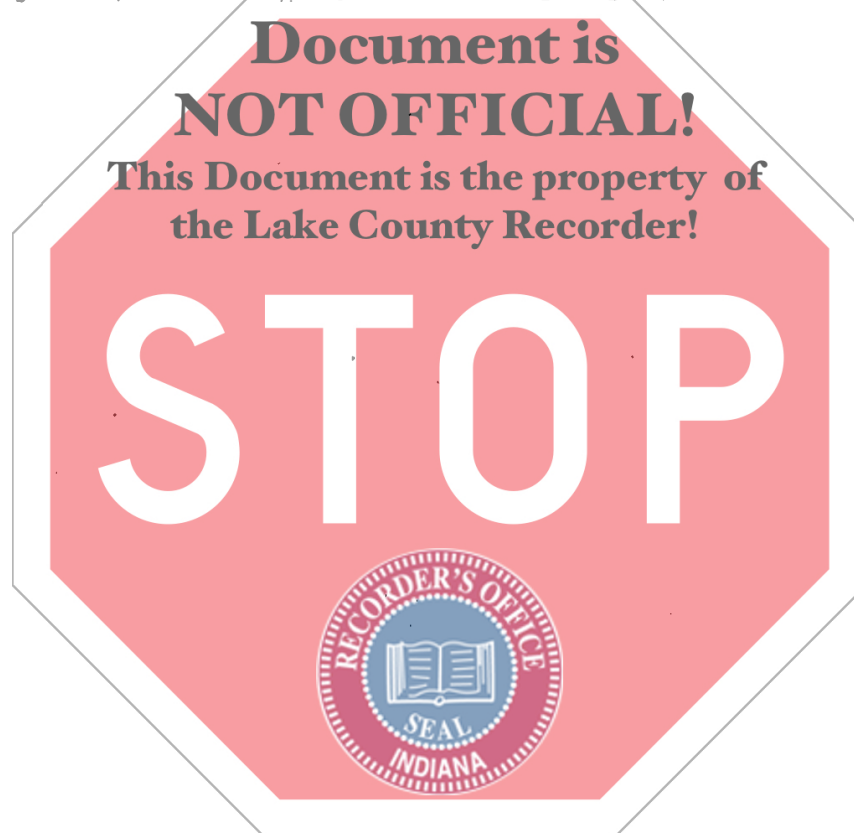 Document is
NOT OFFICIAL!
This Document is the property of
the Lake County Recorder!
STOP
RECORDER'S OFFICE
SEAL
INDIANA